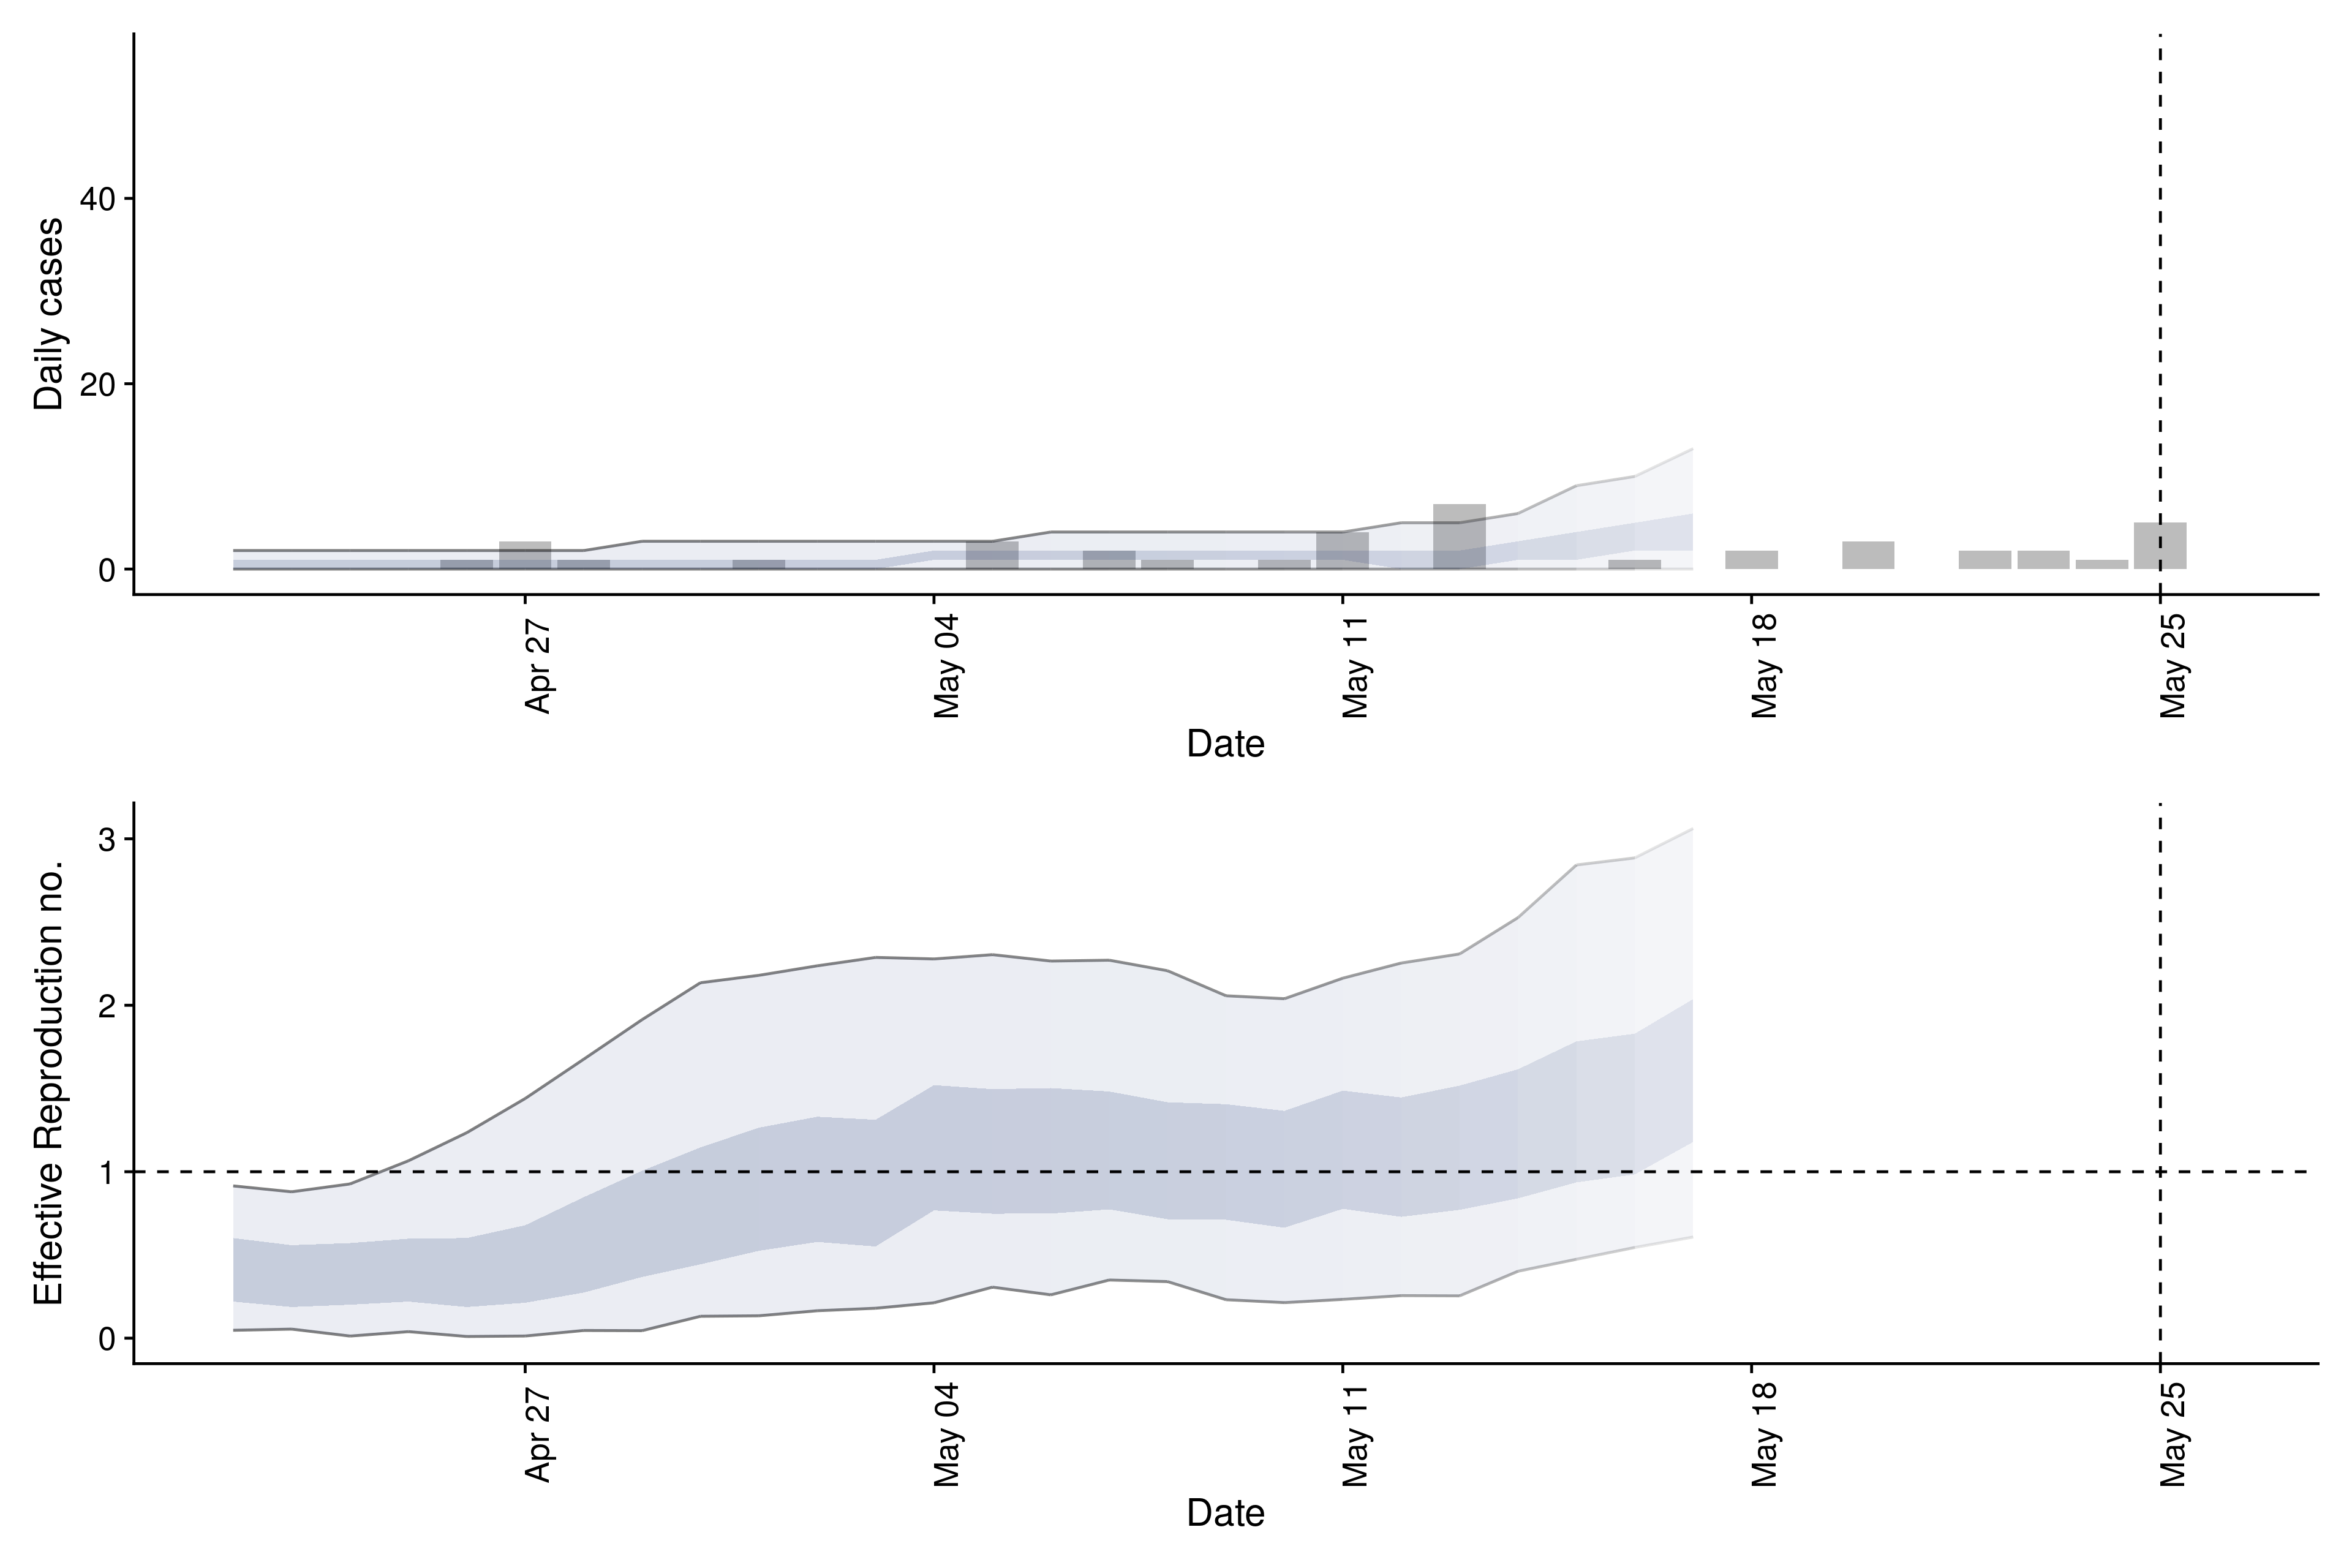 Daily cases
40
20
0
Apr 27
May 04
May 11
May 18
May 25
Date
Effective Reproduction no.
3
2
1
0
Apr 27
May 04
May 11
May 18
May 25
Date